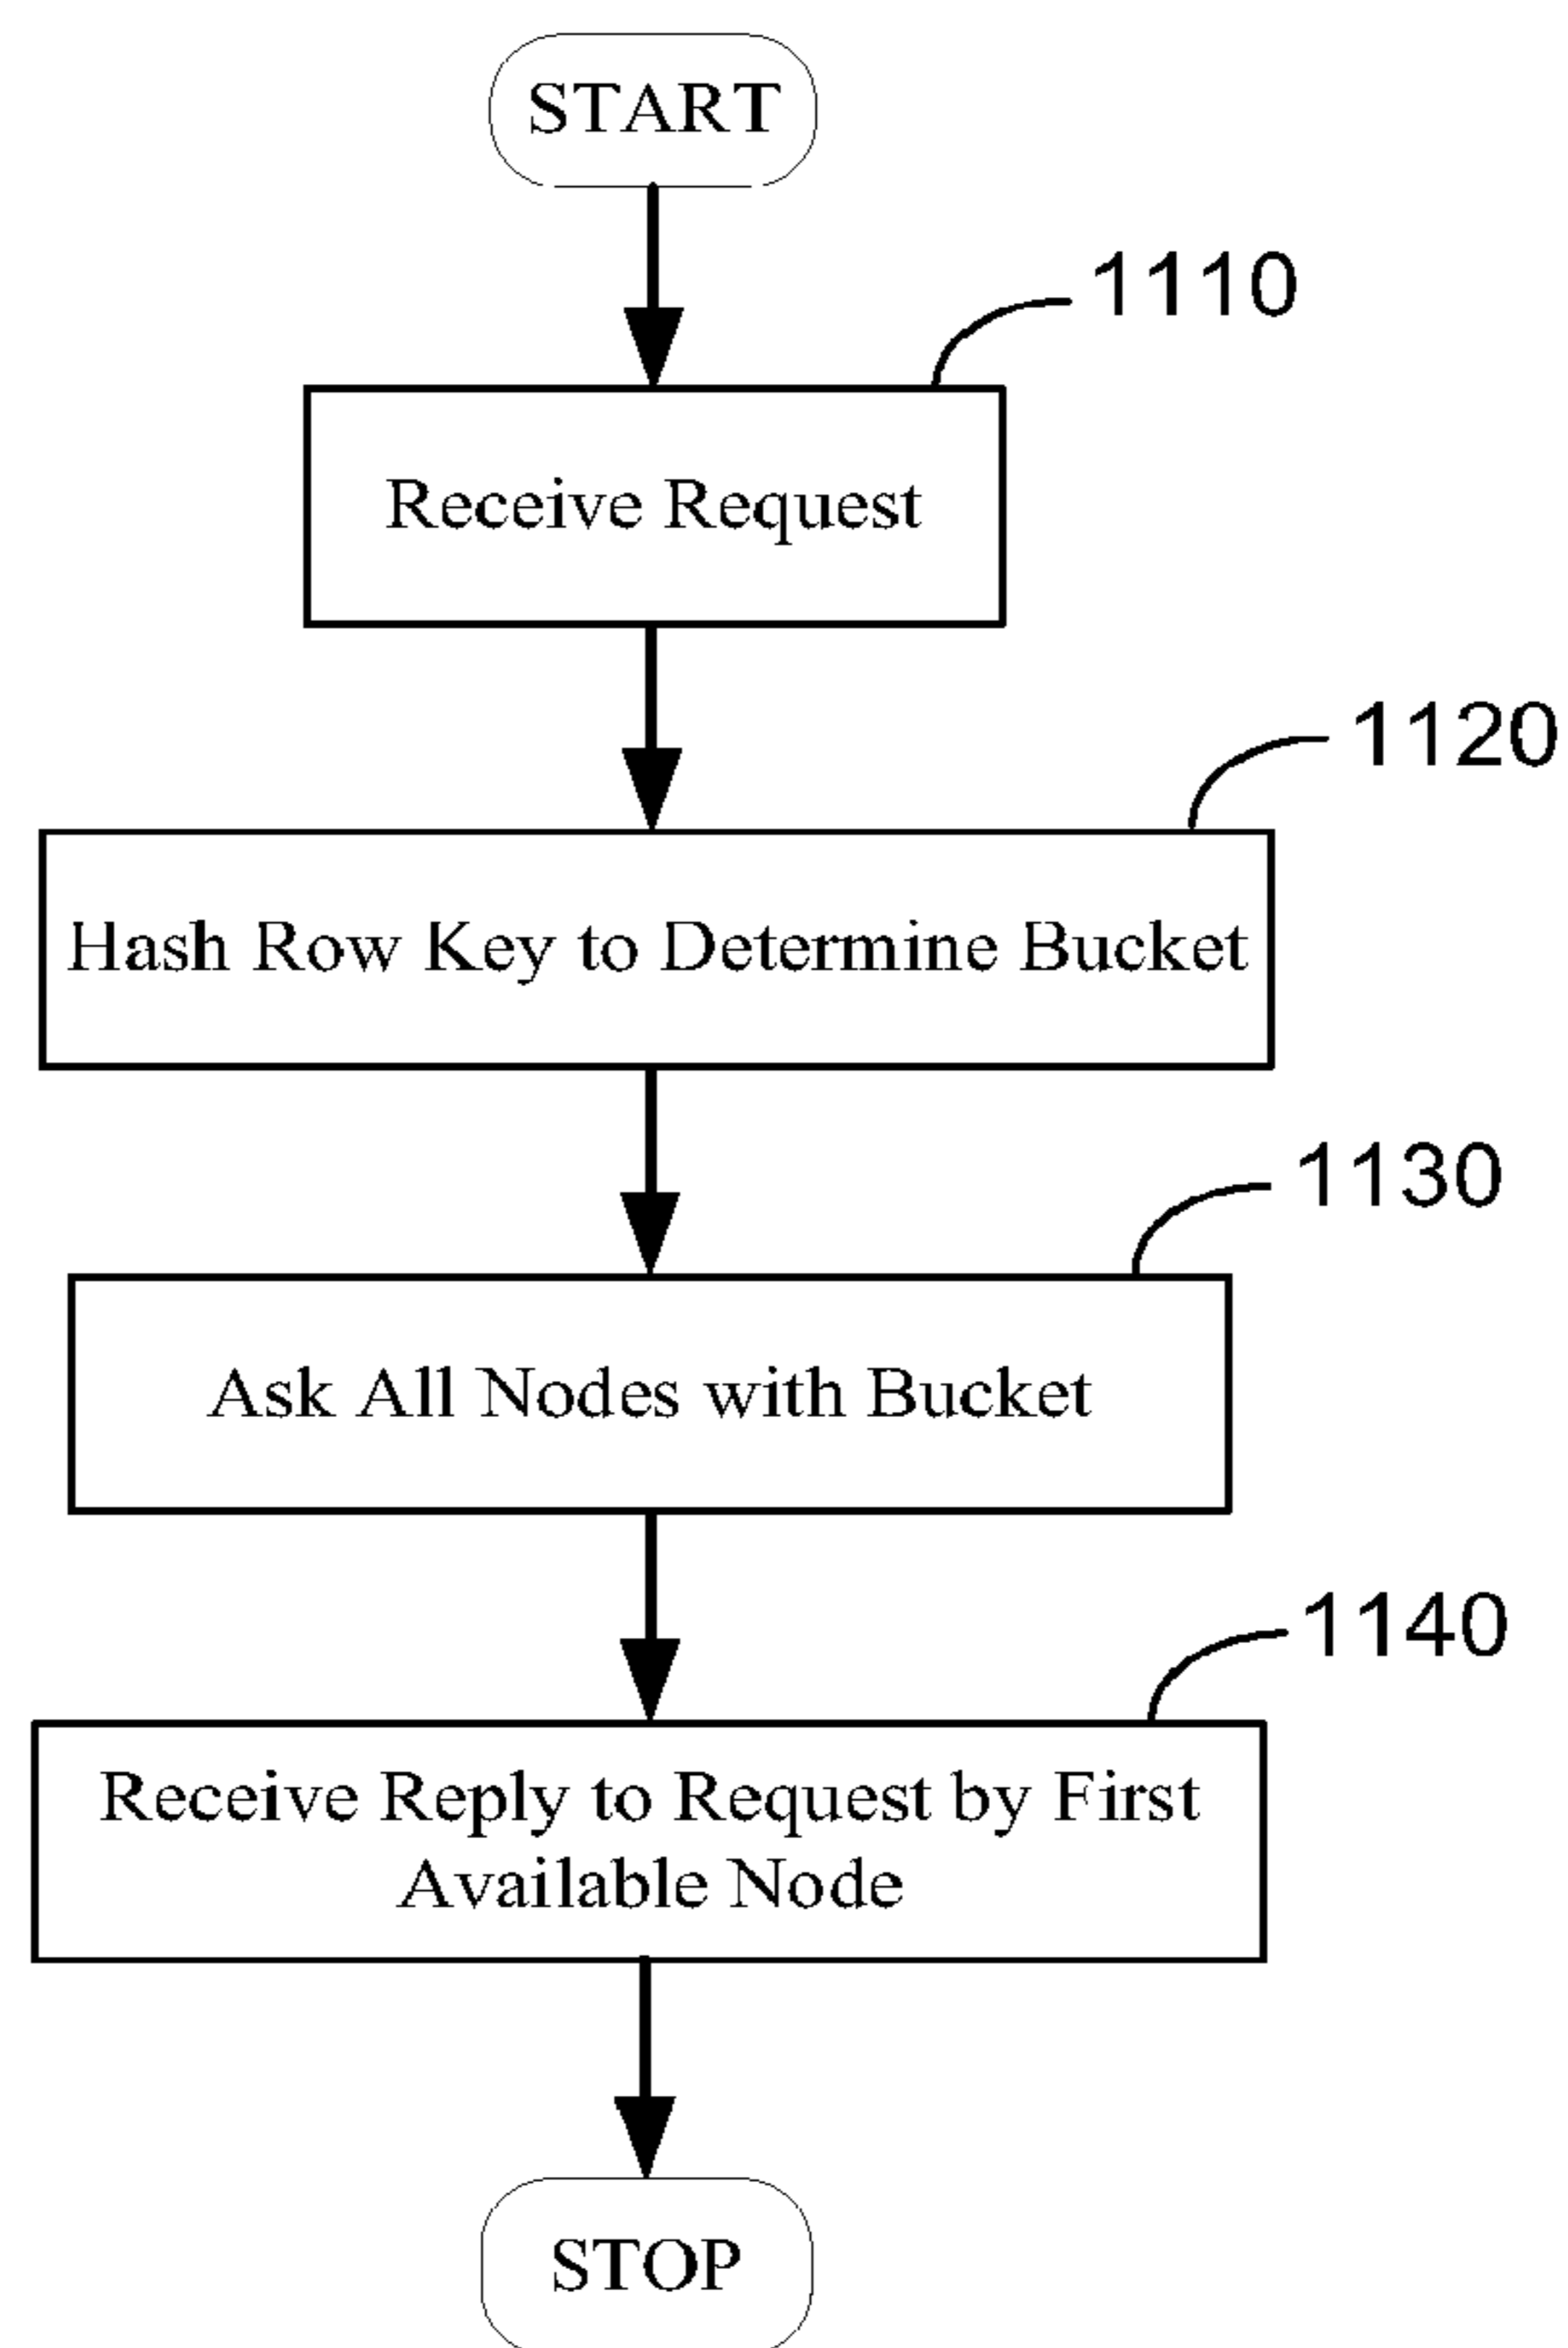 START
1110
Receive Request
1120
Hash Row Key to Determine Bucket
1130
Ask All Nodes with Bucket
1140
Receive Reply to Request by First
Available Node
STOP